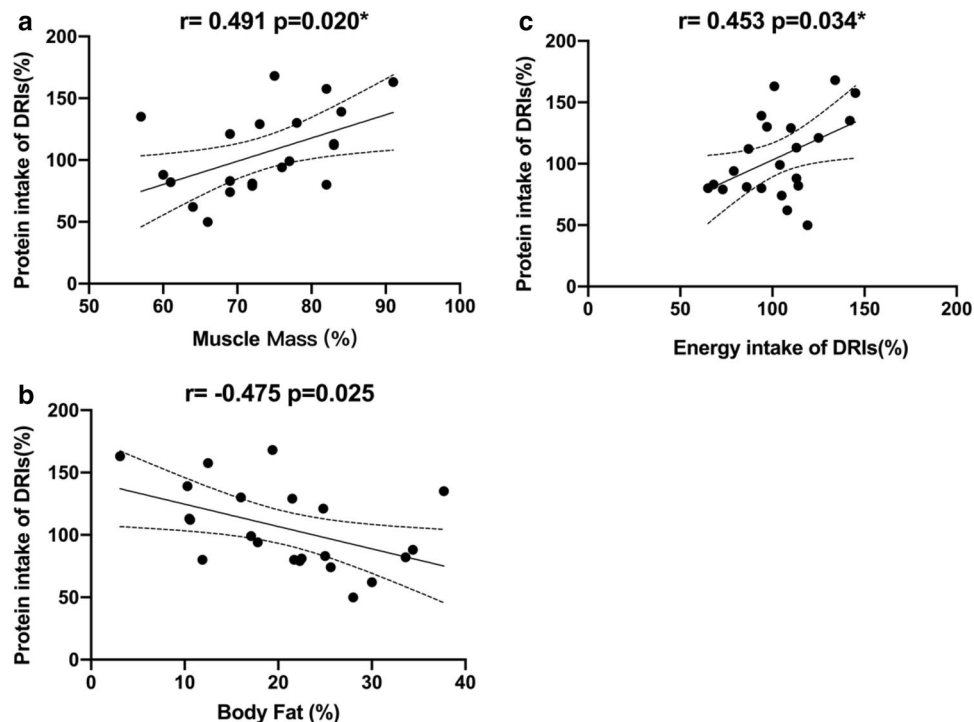 a
r= 0.491 p=0.020*
Protein intake of DRIs(%)
200
150
100
50
0
50 60 70 80 90 100
Muscle Mass (%)
c
r= 0.453 p=0.034*
Protein intake of DRIs(%)
200
150
100
50
0
0 50 100 150 200
Energy intake of DRIs(%)
b
r= -0.475 p=0.025
Protein intake of DRIs(%)
200
150
100
50
0
0 10 20 30 40
Body Fat (%)